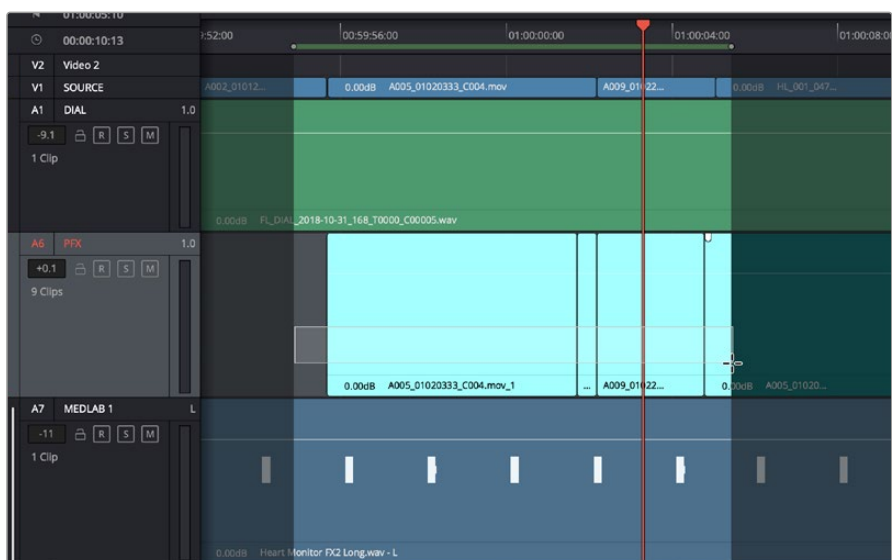 01:00:05:10
00:00:10:13
9:52:00 00:59:56:00 01:00:00:00 01:00:04:00 01:00:08:0
V2 Video 2
V1 SOURCE A002_01012... 0.00dB A005_01020333_C004.mov A009_01022... 0.00dB HL_001_047...
A1 DIAL 1.0
-9.1 R S M
1 Clip
0.00dB FL_DIAL_2018-10-31_168_T0000_C00005.wav
A6 PFX 1.0
+0.1 R S M
9 Clips
0.00dB A005_01020333_C004.mov_1 ... A009_01022... 0.00dB A005_01020...
A7 MEDLAB 1 L
-11 R S M
1 Clip
0.00dB Heart Monitor FX2 Long.wav - L